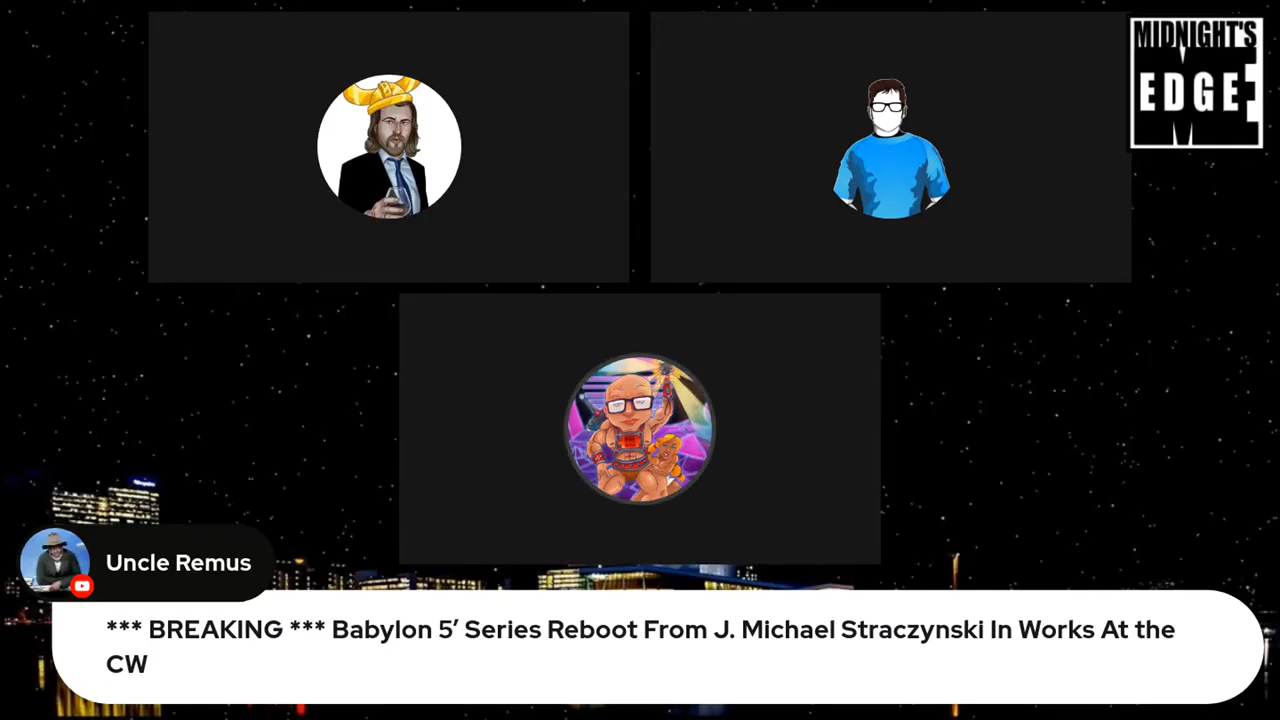 MIDNIGHT'S
EDGE
Uncle Remus
*** BREAKING *** Babylon 5′ Series Reboot From J. Michael Straczynski In Works At the
CW